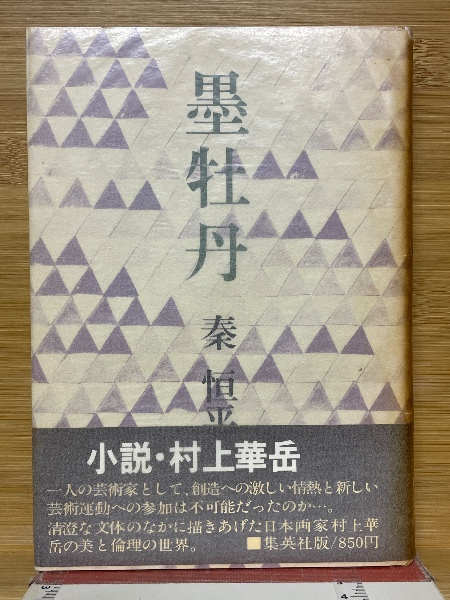 墨牡丹
秦恒平
小説・村上華岳
一人の芸術家として、創造への激しい情熱と新しい
芸術運動への参加は不可能だったのか…。
清澄な文体のなかに描きあげた日本画家村上華
岳の美と倫理の世界。 ■集英社版/850円
3
4